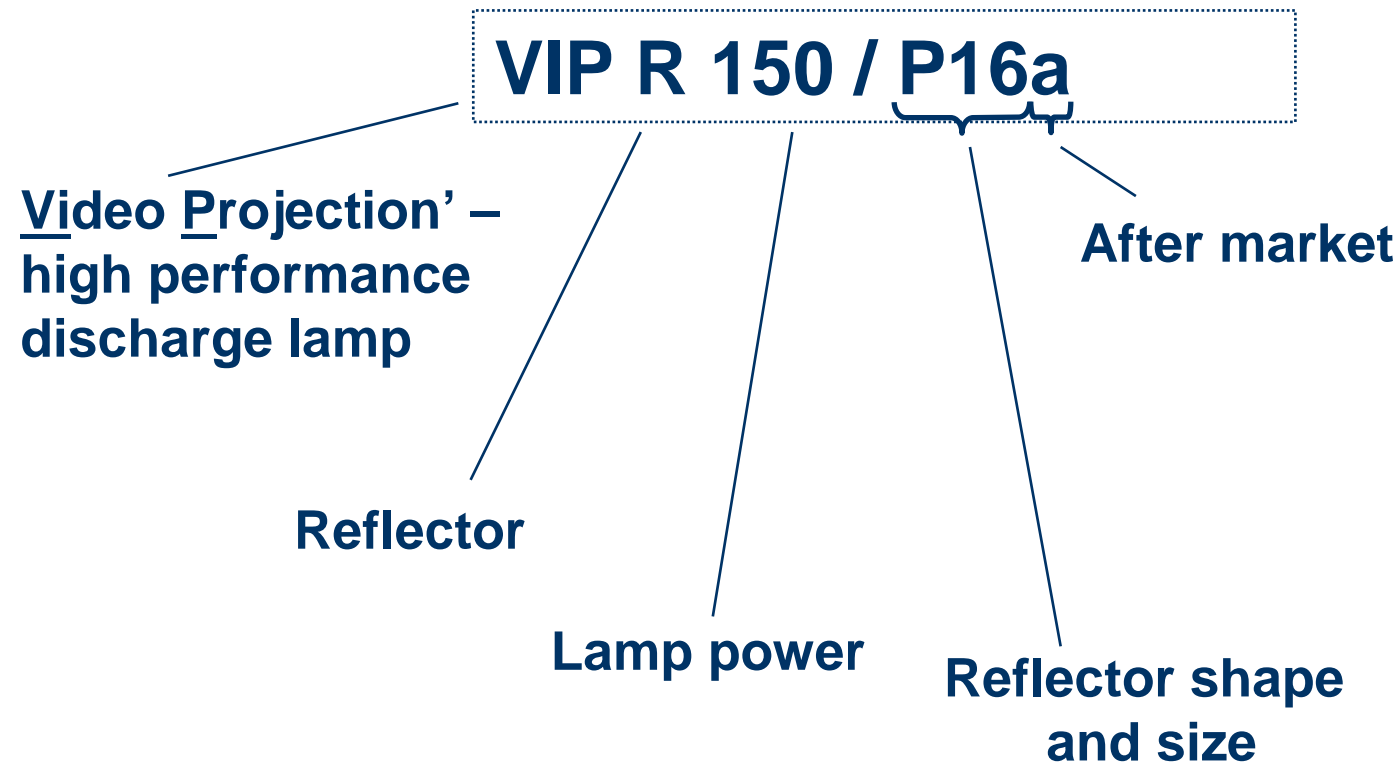 VIP R 150 / P16a
Video Projection’ –
high performance
discharge lamp
After market
Reflector
Lamp power
Reflector shape
and size